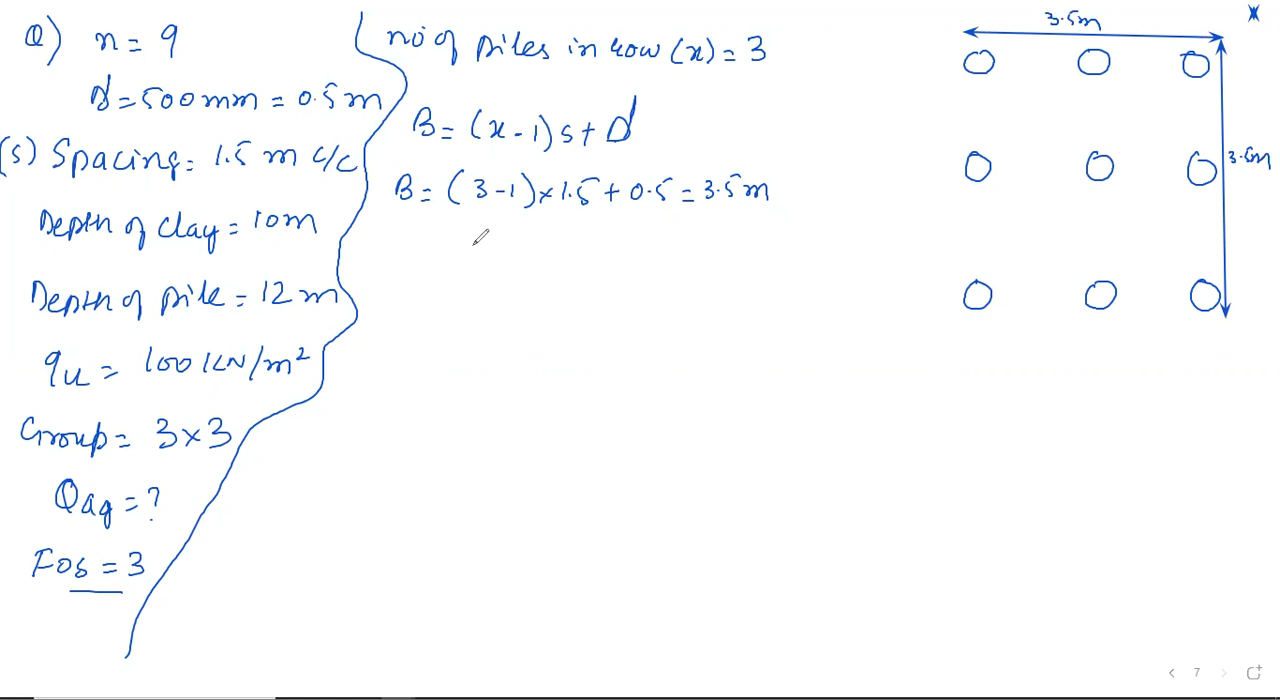 Q) n = 9
d = 500 mm = 0.5 m
(s) Spacing = 1.5 m c/c
Depth of clay = 10m
Depth of pile = 12 m
qu = 100 KN/m²
Group = 3×3
Qag = ?
Fos = 3
no of piles in row (x) = 3
B = (x - 1) s + d
B = (3 - 1) × 1.5 + 0.5 = 3.5 m
3.5m
3.5m
< 7 >